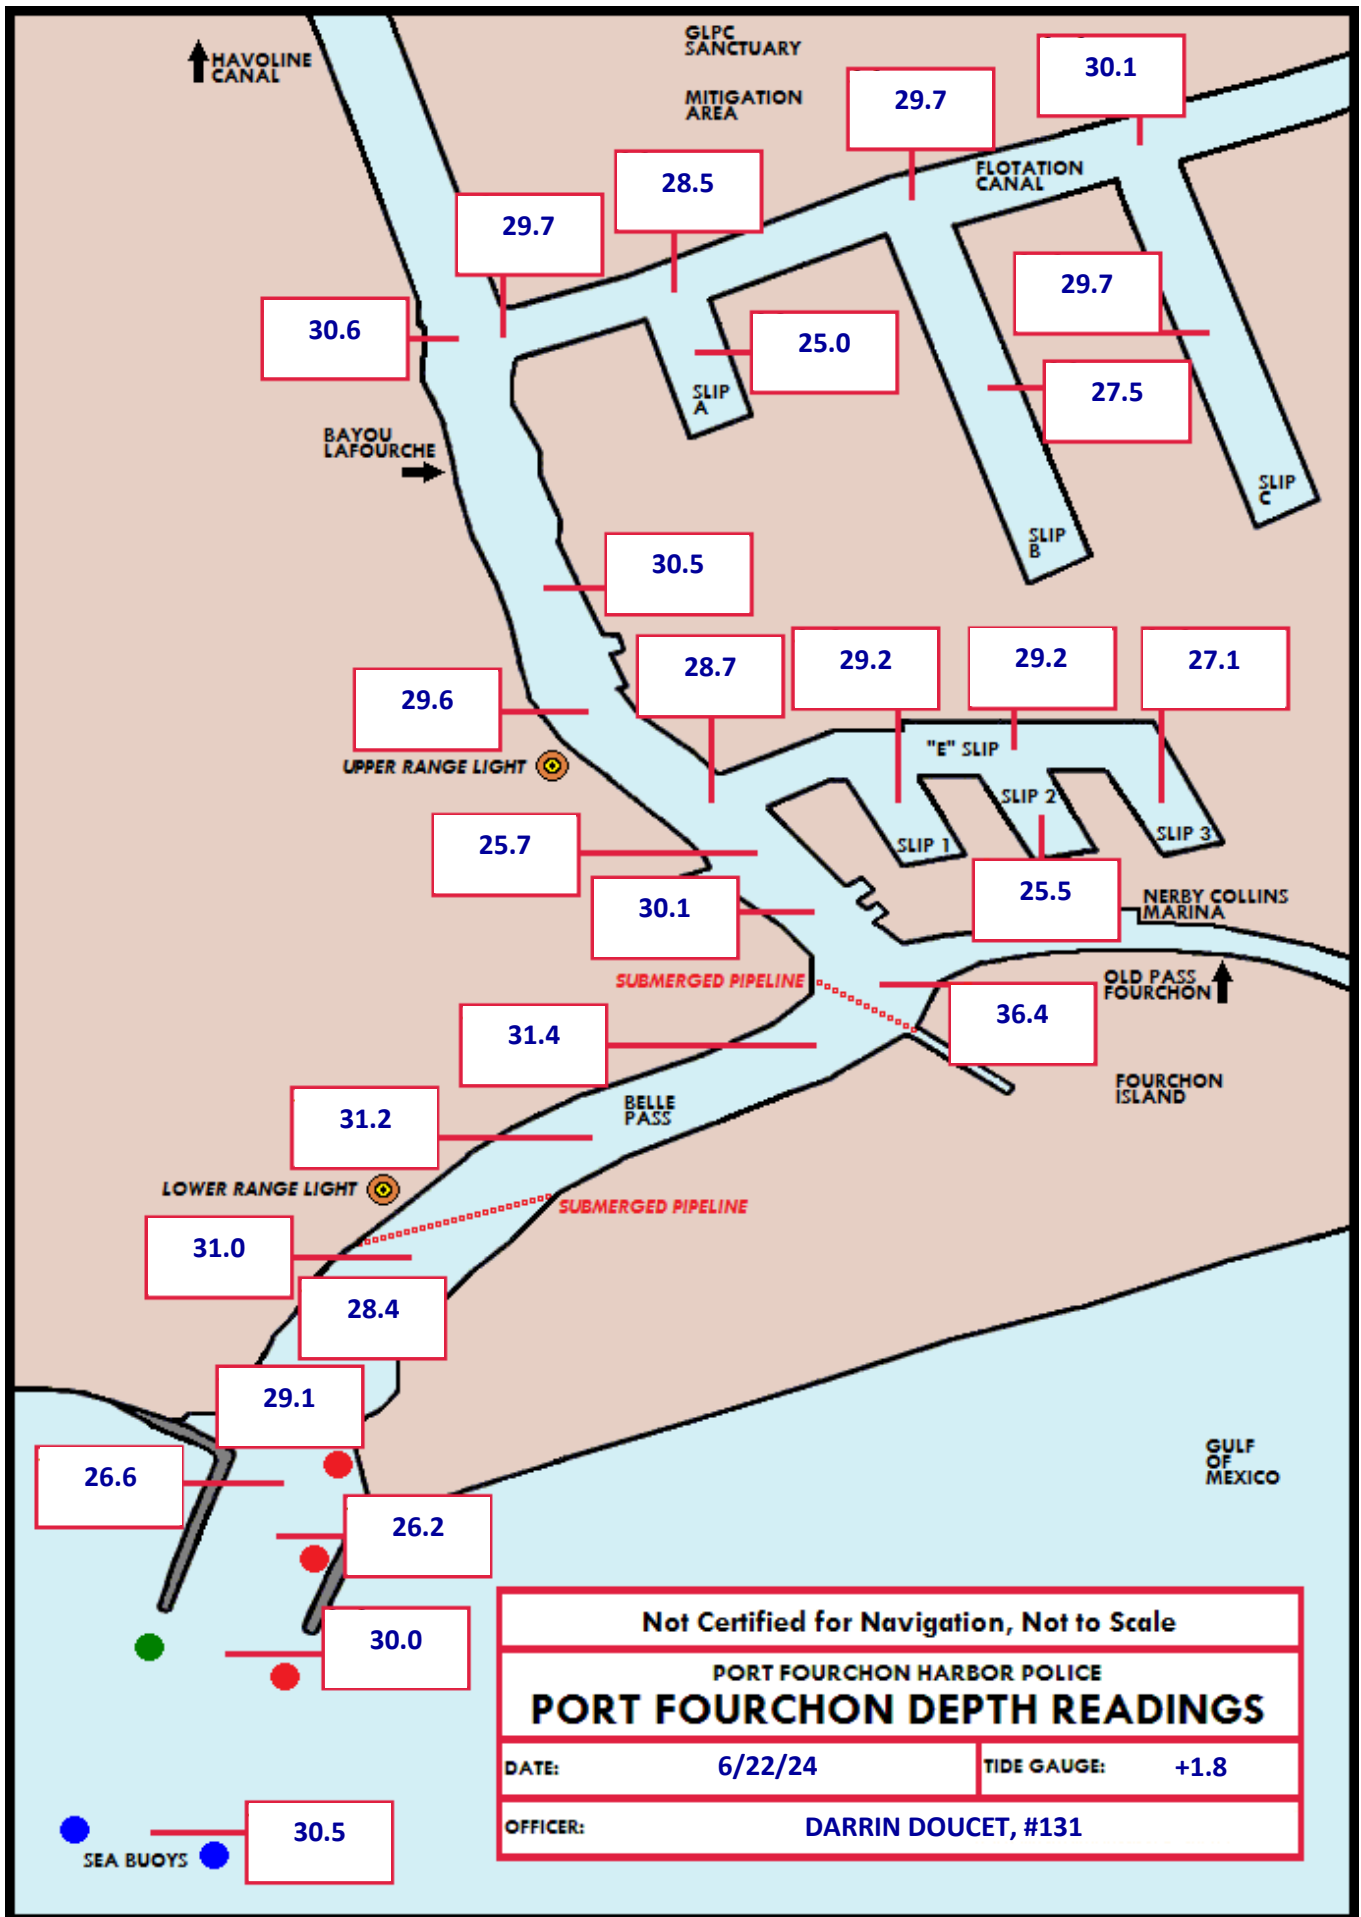 GLPC
SANCTUARY
HAVOLINE
CANAL
30.1
29.7
MITIGATION
AREA
FLOTATION
CANAL
28.5
29.7
29.7
30.6
25.0
27.5
SLIP
A
BAYOU
LAFOURCHE
SLIP
C
SLIP
B
30.5
28.7
29.2
29.2
27.1
29.6
"E" SLIP
UPPER RANGE LIGHT
SLIP 2
SLIP 1
SLIP 3
25.7
25.5
30.1
NERBY COLLINS
MARINA
SUBMERGED PIPELINE
OLD PASS
FOURCHON
36.4
31.4
FOURCHON
ISLAND
BELLE
PASS
31.2
LOWER RANGE LIGHT
SUBMERGED PIPELINE
31.0
28.4
29.1
GULF
OF
MEXICO
26.6
26.2
30.0
Not Certified for Navigation, Not to Scale
PORT FOURCHON HARBOR POLICE
PORT FOURCHON DEPTH READINGS
DATE: 6/22/24 TIDE GAUGE: +1.8
OFFICER: DARRIN DOUCET, #131
30.5
SEA BUOYS